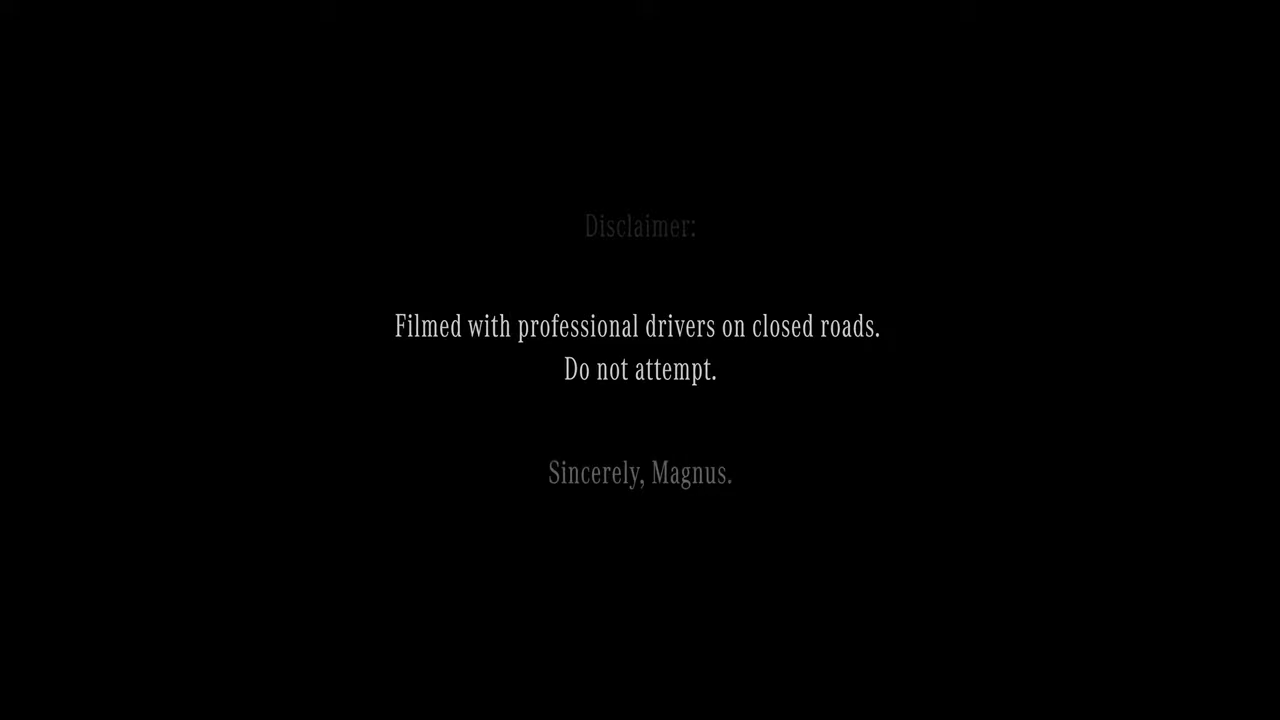 Disclaimer:
Filmed with professional drivers on closed roads.
Do not attempt.
Sincerely, Magnus.